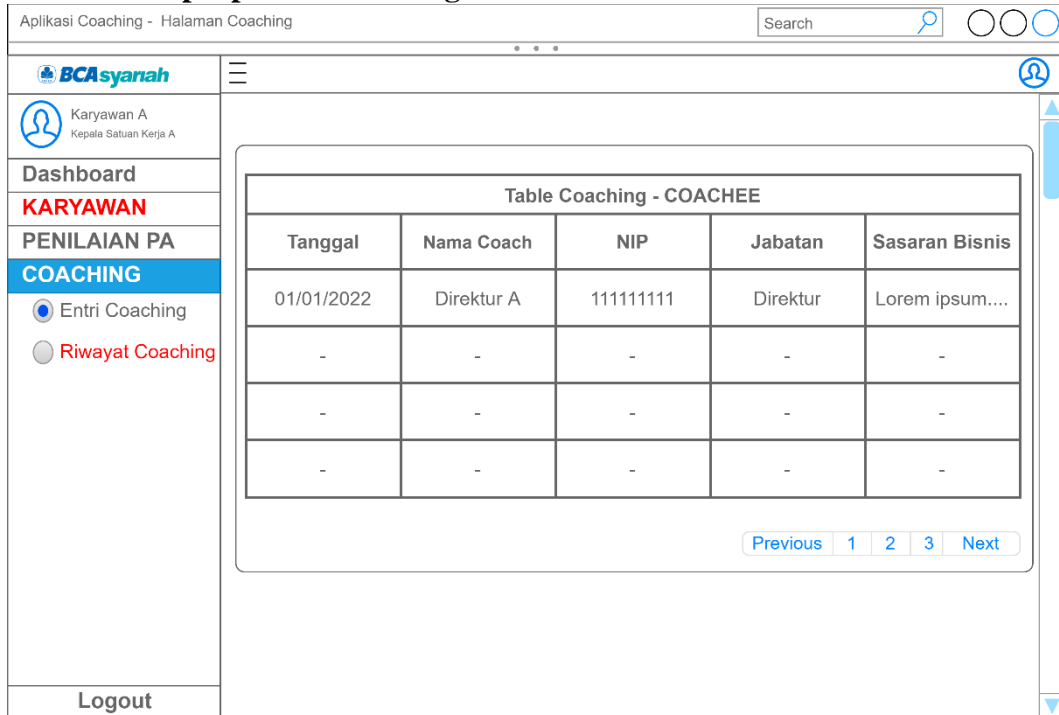 Aplikasi Coaching - Halaman Coaching
Search
BCAsyariah
Karyawan A
Kepala Satuan Kerja A
Dashboard
KARYAWAN
PENILAIAN PA
COACHING
Entri Coaching
Riwayat Coaching
Logout
Table Coaching - COACHEE
Tanggal Nama Coach NIP Jabatan Sasaran Bisnis
01/01/2022 Direktur A 111111111 Direktur Lorem ipsum....
- - - - -
- - - - -
- - - - -
Previous 1 2 3 Next